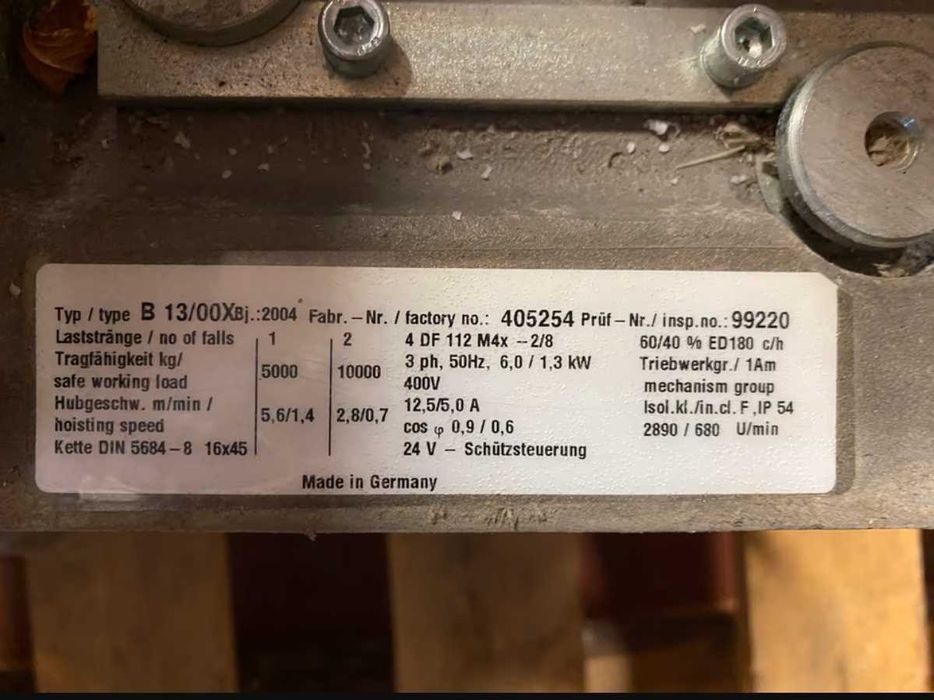 Typ / type B 13/00X Bj.:2004 Fabr.–Nr. / factory no.: 405254 Prüf–Nr./ insp.no.: 99220
Laststränge / no of falls 1 2 4 DF 112 M4x –2/8 60/40 % ED180 c/h
Tragfähigkeit kg/ 3 ph, 50Hz, 6,0 / 1,3 kW Triebwerkgr./ 1Am
safe working load 5000 10000 400V mechanism group
Hubgeschw. m/min / 12,5/5,0 A Isol.kl./in.cl. F ,IP 54
hoisting speed 5,6/1,4 2,8/0,7 cos φ 0,9 / 0,6 2890 / 680 U/min
Kette DIN 5684–8 16x45 24 V – Schützsteuerung
Made in Germany